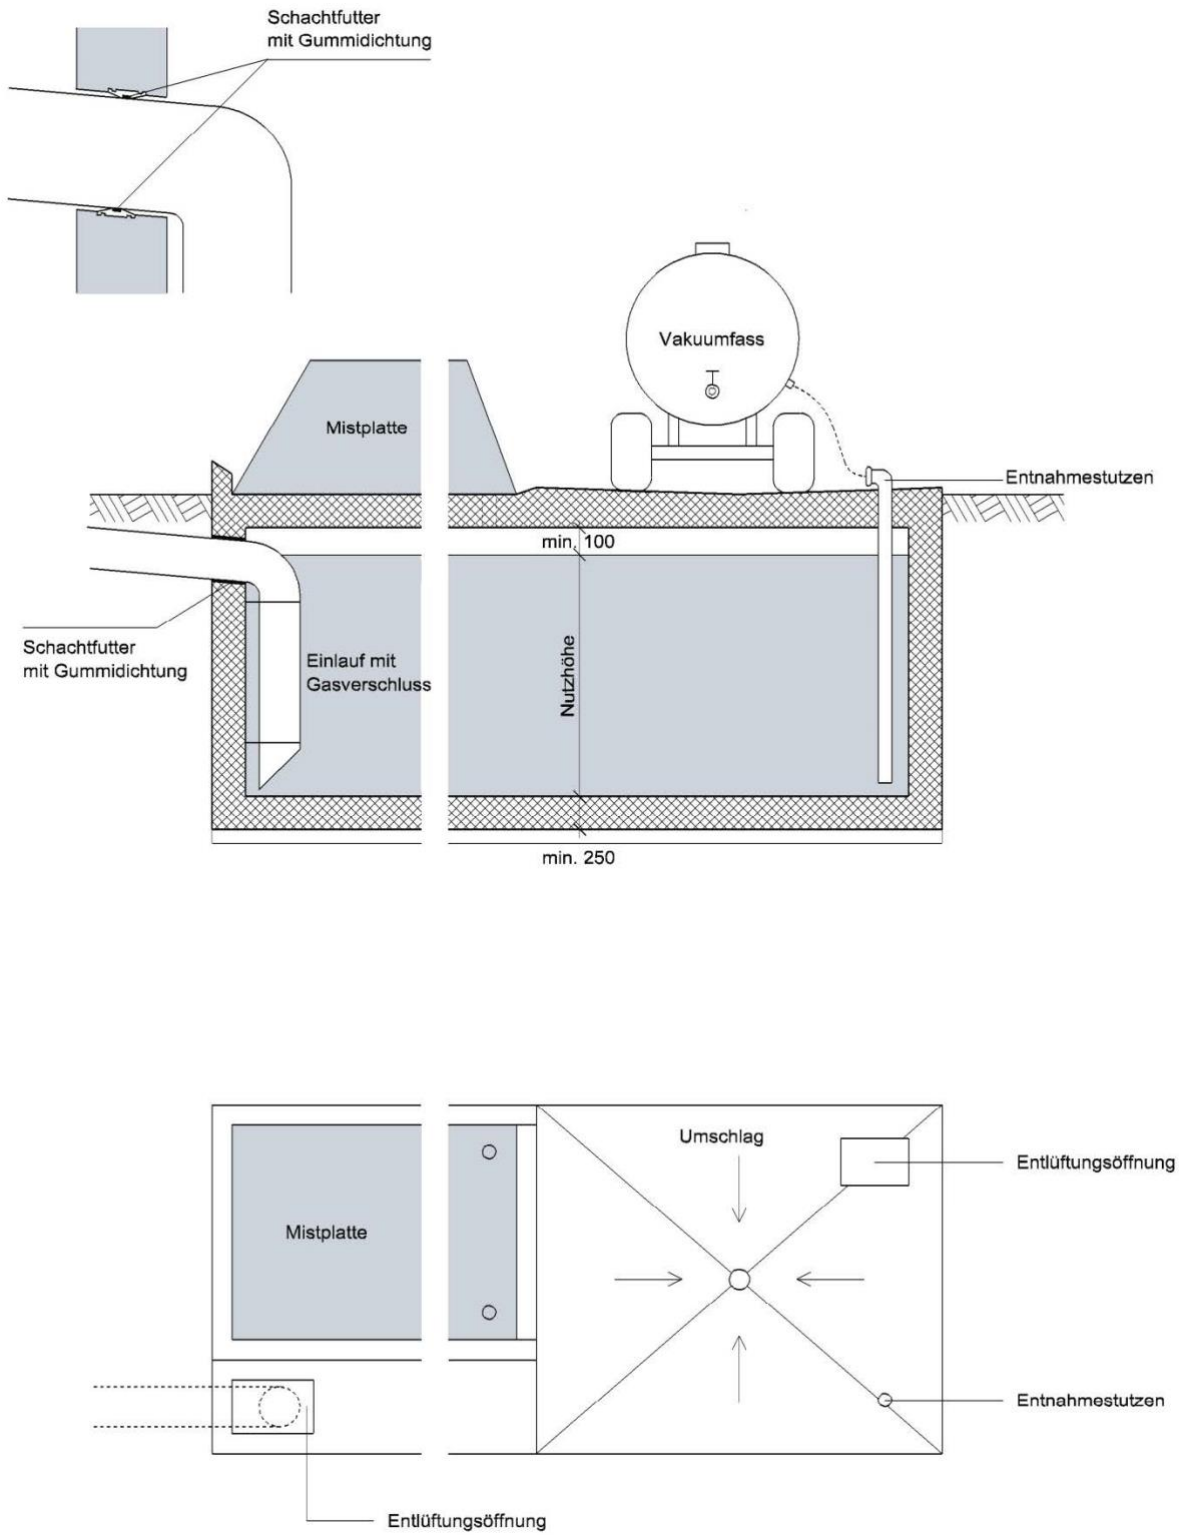 Schachtfutter
mit Gummidichtung
Vakuumfass
Mistplatte
Entnahmestutzen
min. 100
Schachtfutter
mit Gummidichtung
Einlauf mit
Gasverschluss
Nutzhöhe
min. 250
Umschlag
Entlüftungsöffnung
Mistplatte
Entnahmestutzen
Entlüftungsöffnung